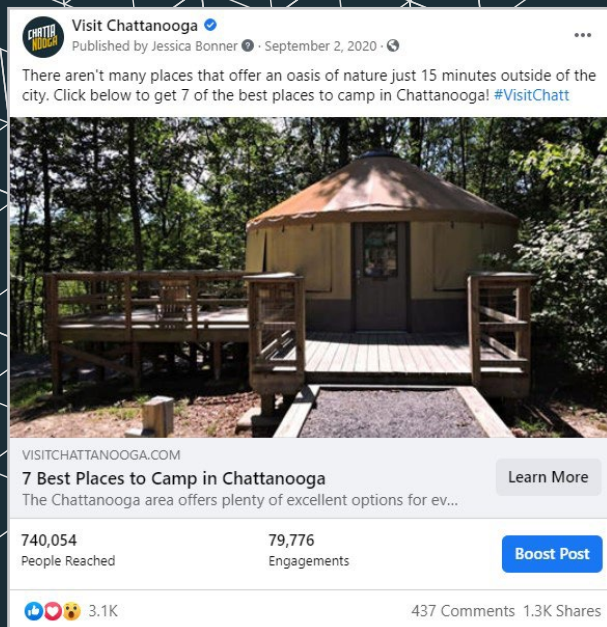 CHATTA
NOOGA
Visit Chattanooga
Published by Jessica Bonner · September 2, 2020 ·
There aren't many places that offer an oasis of nature just 15 minutes outside of the
city. Click below to get 7 of the best places to camp in Chattanooga! #VisitChatt
VISITCHATTANOOGA.COM
7 Best Places to Camp in Chattanooga
The Chattanooga area offers plenty of excellent options for ev...
Learn More
740,054
People Reached
79,776
Engagements
Boost Post
3.1K
437 Comments 1.3K Shares